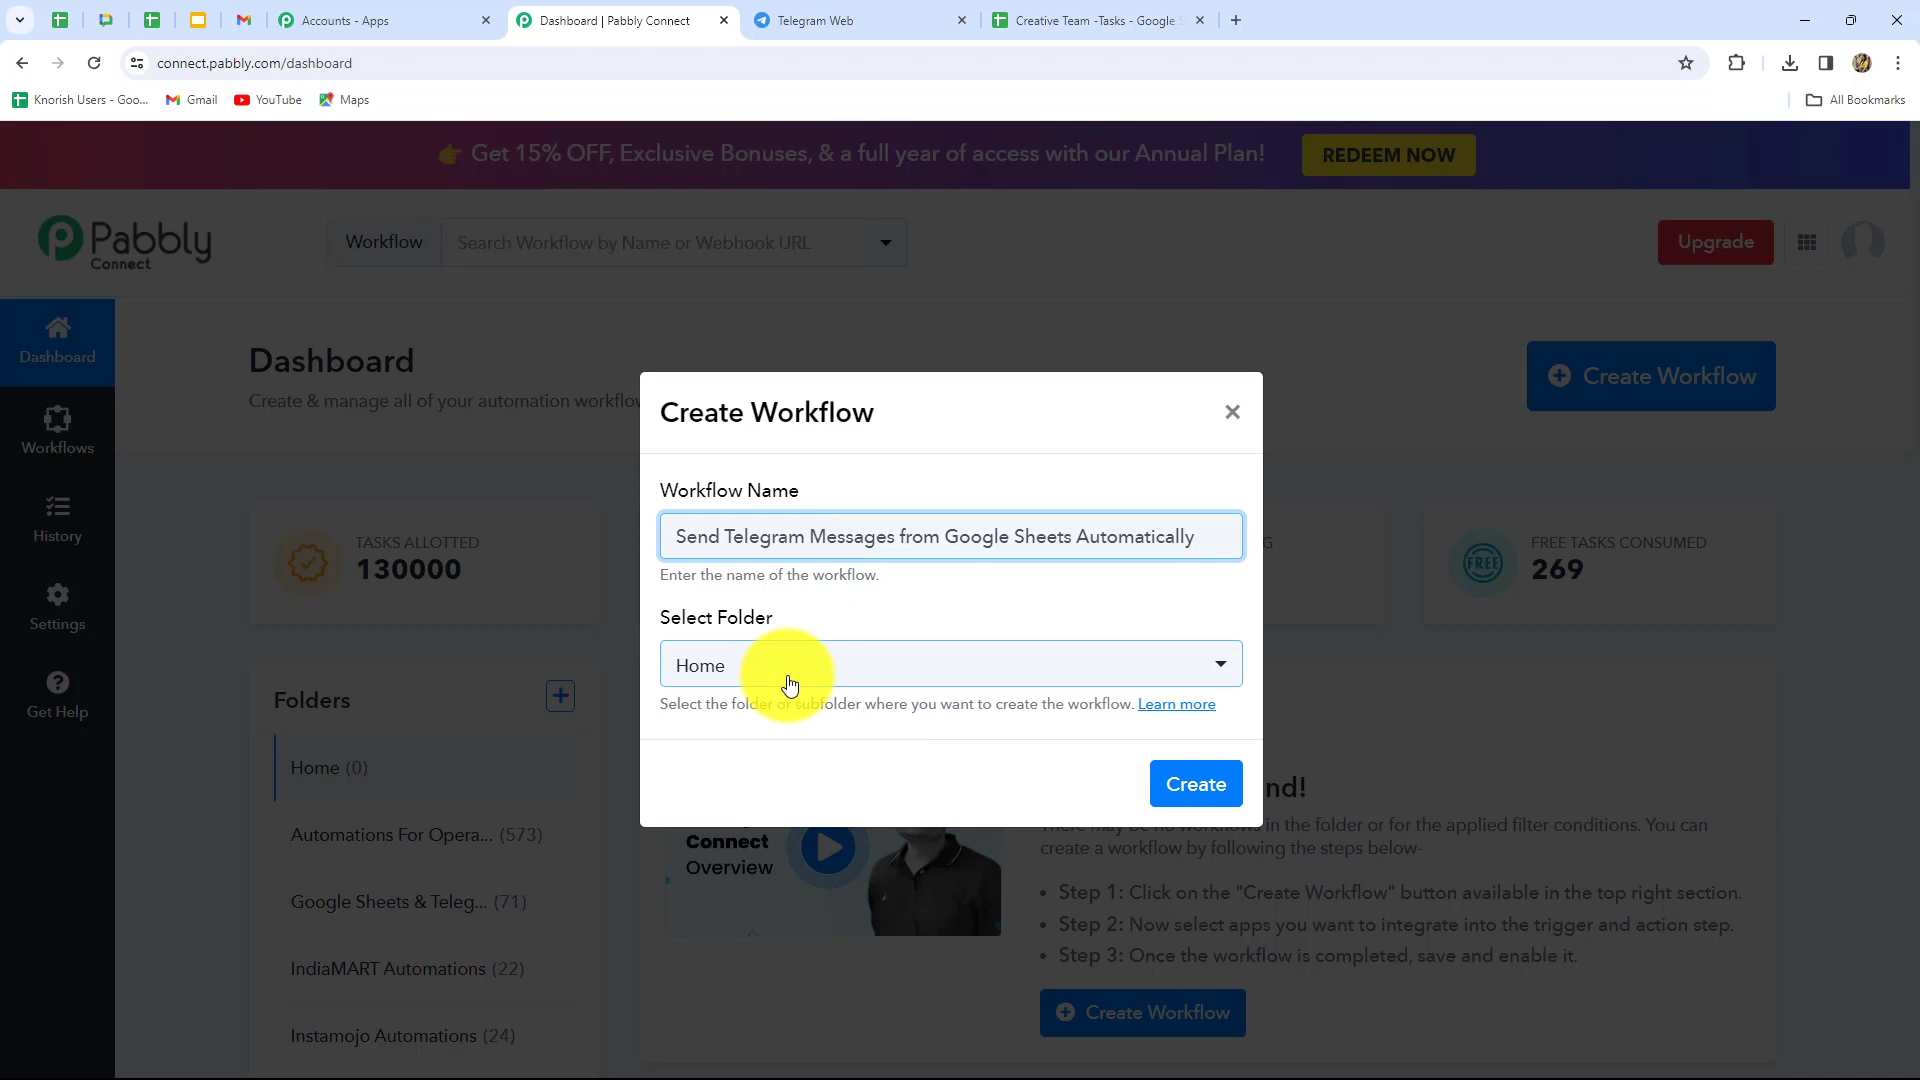 Accounts - Apps
Dashboard | Pabbly Connect
Telegram Web
Creative Team -Tasks - Google
connect.pabbly.com/dashboard
Knorish Users - Goo...
Gmail
YouTube
Maps
All Bookmarks
Get 15% OFF, Exclusive Bonuses, & a full year of access with our Annual Plan!
REDEEM NOW
Pabbly
Connect
Workflow
Search Workflow by Name or Webhook URL
Upgrade
Dashboard
Workflows
History
Settings
Get Help
Dashboard
Create & manage all of your automation workflo
Create Workflow
TASKS ALLOTTED
130000
G
FREE
FREE TASKS CONSUMED
269
Create Workflow
Workflow Name
Send Telegram Messages from Google Sheets Automatically
Enter the name of the workflow.
Select Folder
Home
Select the folder or subfolder where you want to create the workflow. Learn more
Create
Folders
Home (0)
Automations For Opera... (573)
Google Sheets & Teleg... (71)
IndiaMART Automations (22)
Instamojo Automations (24)
Connect
Overview
nd!
There may be no workflows in the folder or for the applied filter conditions. You can
create a workflow by following the steps below-
• Step 1: Click on the "Create Workflow" button available in the top right section.
• Step 2: Now select apps you want to integrate into the trigger and action step.
• Step 3: Once the workflow is completed, save and enable it.
Create Workflow